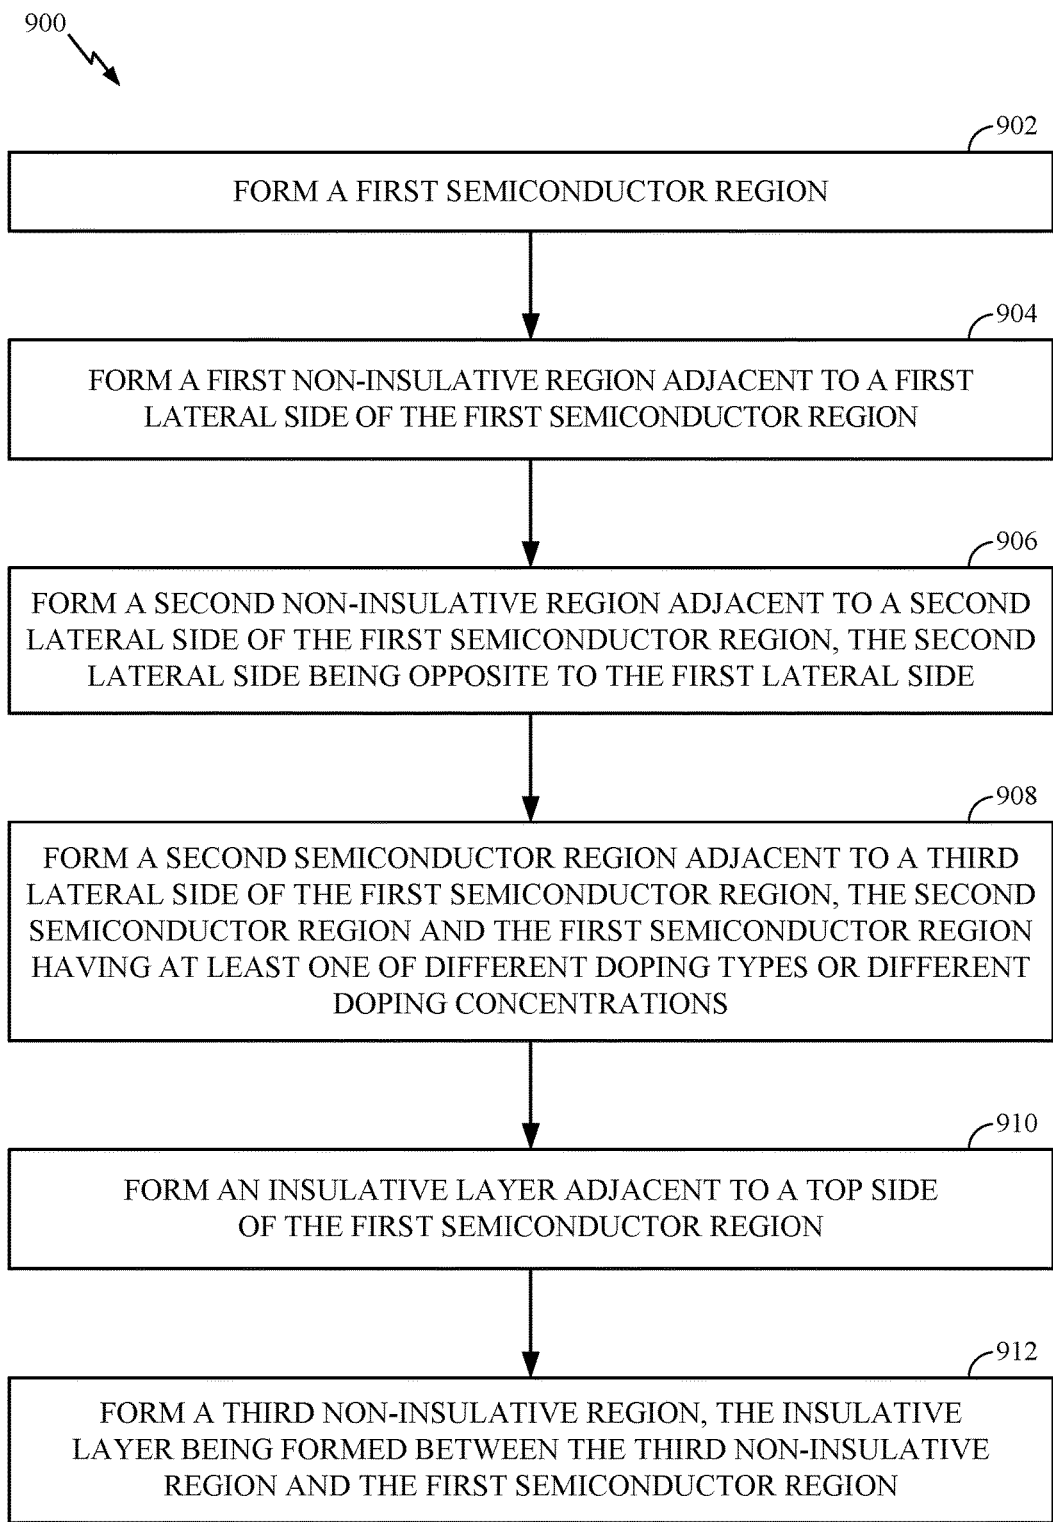 900
902
FORM A FIRST SEMICONDUCTOR REGION
904
FORM A FIRST NON-INSULATIVE REGION ADJACENT TO A FIRST
LATERAL SIDE OF THE FIRST SEMICONDUCTOR REGION
906
FORM A SECOND NON-INSULATIVE REGION ADJACENT TO A SECOND
LATERAL SIDE OF THE FIRST SEMICONDUCTOR REGION, THE SECOND
LATERAL SIDE BEING OPPOSITE TO THE FIRST LATERAL SIDE
908
FORM A SECOND SEMICONDUCTOR REGION ADJACENT TO A THIRD
LATERAL SIDE OF THE FIRST SEMICONDUCTOR REGION, THE SECOND
SEMICONDUCTOR REGION AND THE FIRST SEMICONDUCTOR REGION
HAVING AT LEAST ONE OF DIFFERENT DOPING TYPES OR DIFFERENT
DOPING CONCENTRATIONS
910
FORM AN INSULATIVE LAYER ADJACENT TO A TOP SIDE
OF THE FIRST SEMICONDUCTOR REGION
912
FORM A THIRD NON-INSULATIVE REGION, THE INSULATIVE
LAYER BEING FORMED BETWEEN THE THIRD NON-INSULATIVE
REGION AND THE FIRST SEMICONDUCTOR REGION